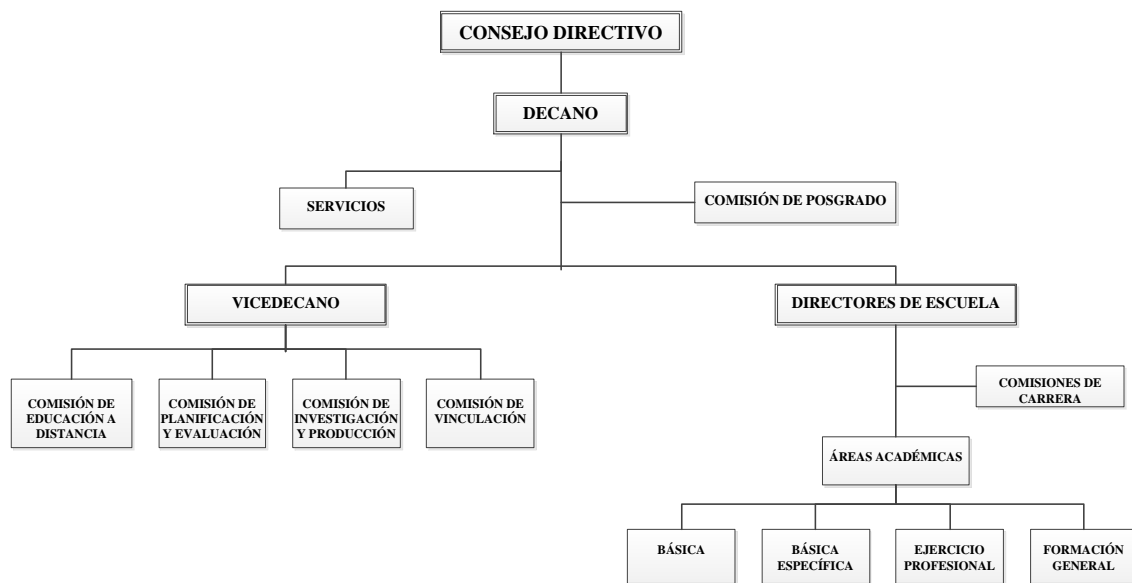 CONSEJO DIRECTIVO
DECANO
SERVICIOS
COMISIÓN DE POSGRADO
VICEDECANO
DIRECTORES DE ESCUELA
COMISIÓN DE
EDUCACIÓN A
DISTANCIA
COMISIÓN DE
PLANIFICACIÓN
Y EVALUACIÓN
COMISIÓN DE
INVESTIGACIÓN
Y PRODUCCIÓN
COMISIÓN DE
VINCULACIÓN
COMISIONES DE
CARRERA
ÁREAS ACADÉMICAS
BÁSICA
BÁSICA
ESPECÍFICA
EJERCICIO
PROFESIONAL
FORMACIÓN
GENERAL